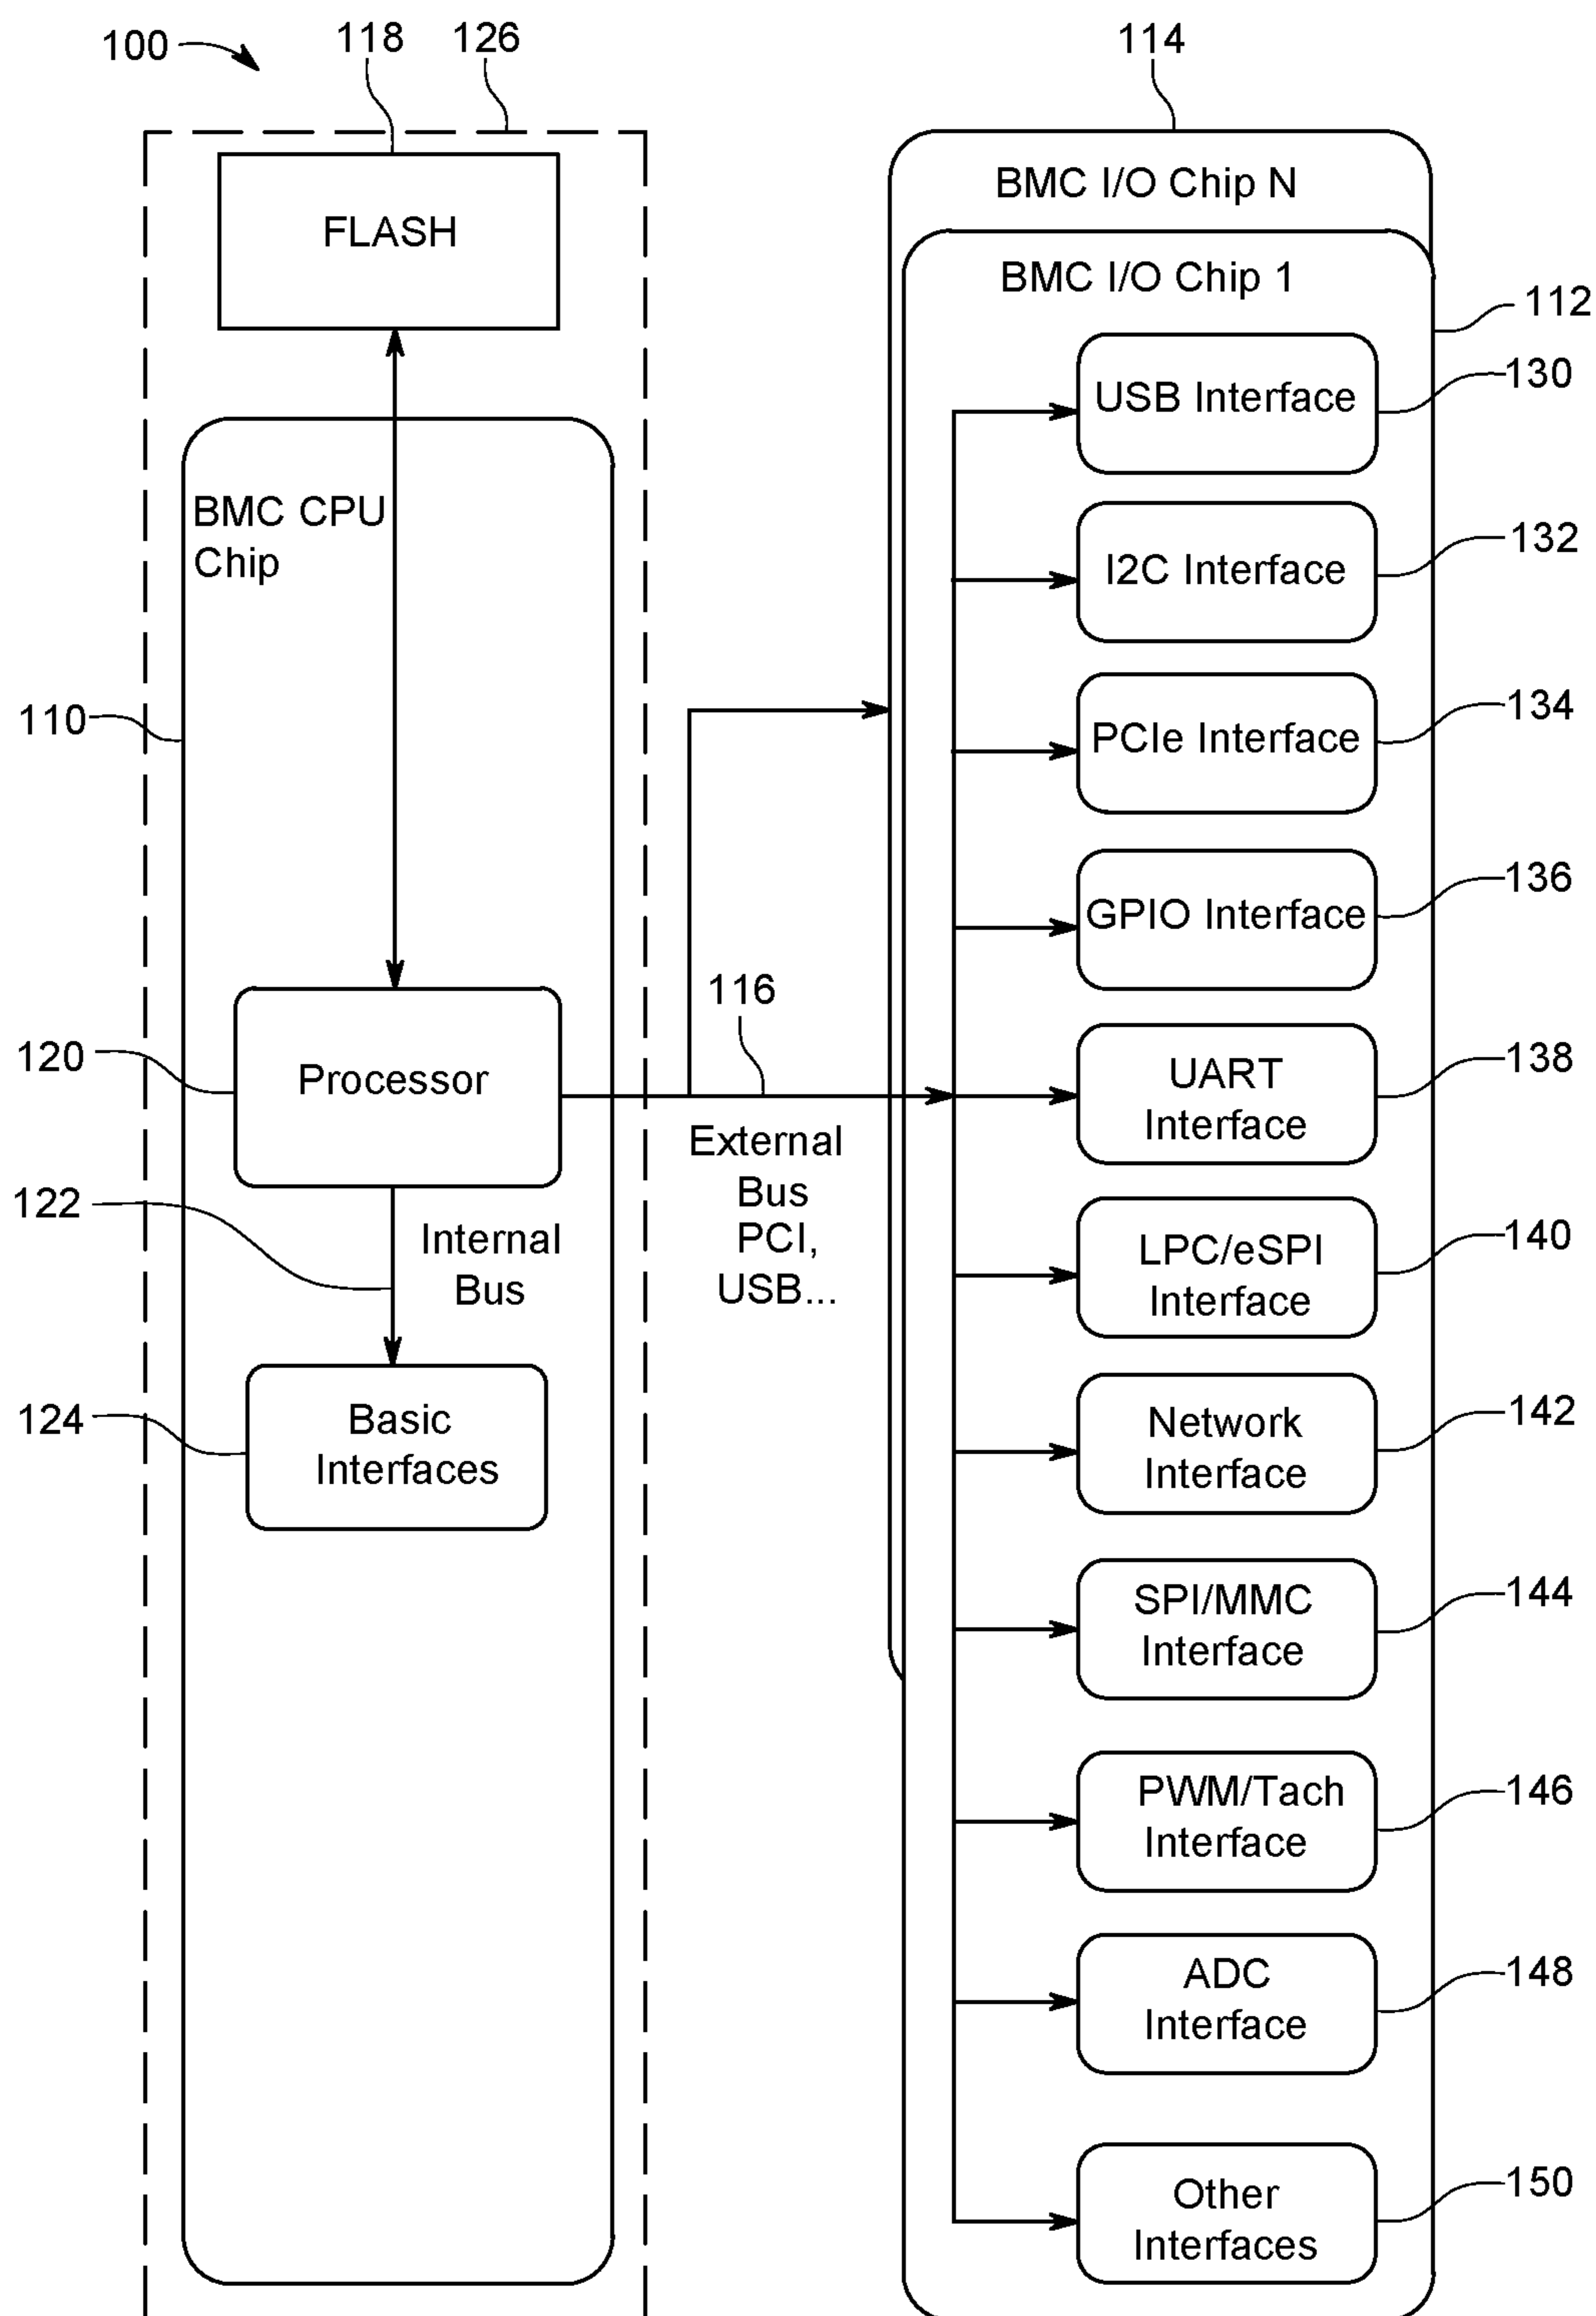 100
118
126
114
FLASH
BMC I/O Chip N
BMC I/O Chip 1
112
USB Interface
130
BMC CPU
Chip
I2C Interface
132
110
PCIe Interface
134
GPIO Interface
136
116
120
Processor
UART
Interface
138
External
Bus
PCI,
USB...
122
Internal
Bus
LPC/eSPI
Interface
140
124
Basic
Interfaces
Network
Interface
142
SPI/MMC
Interface
144
PWM/Tach
Interface
146
ADC
Interface
148
Other
Interfaces
150